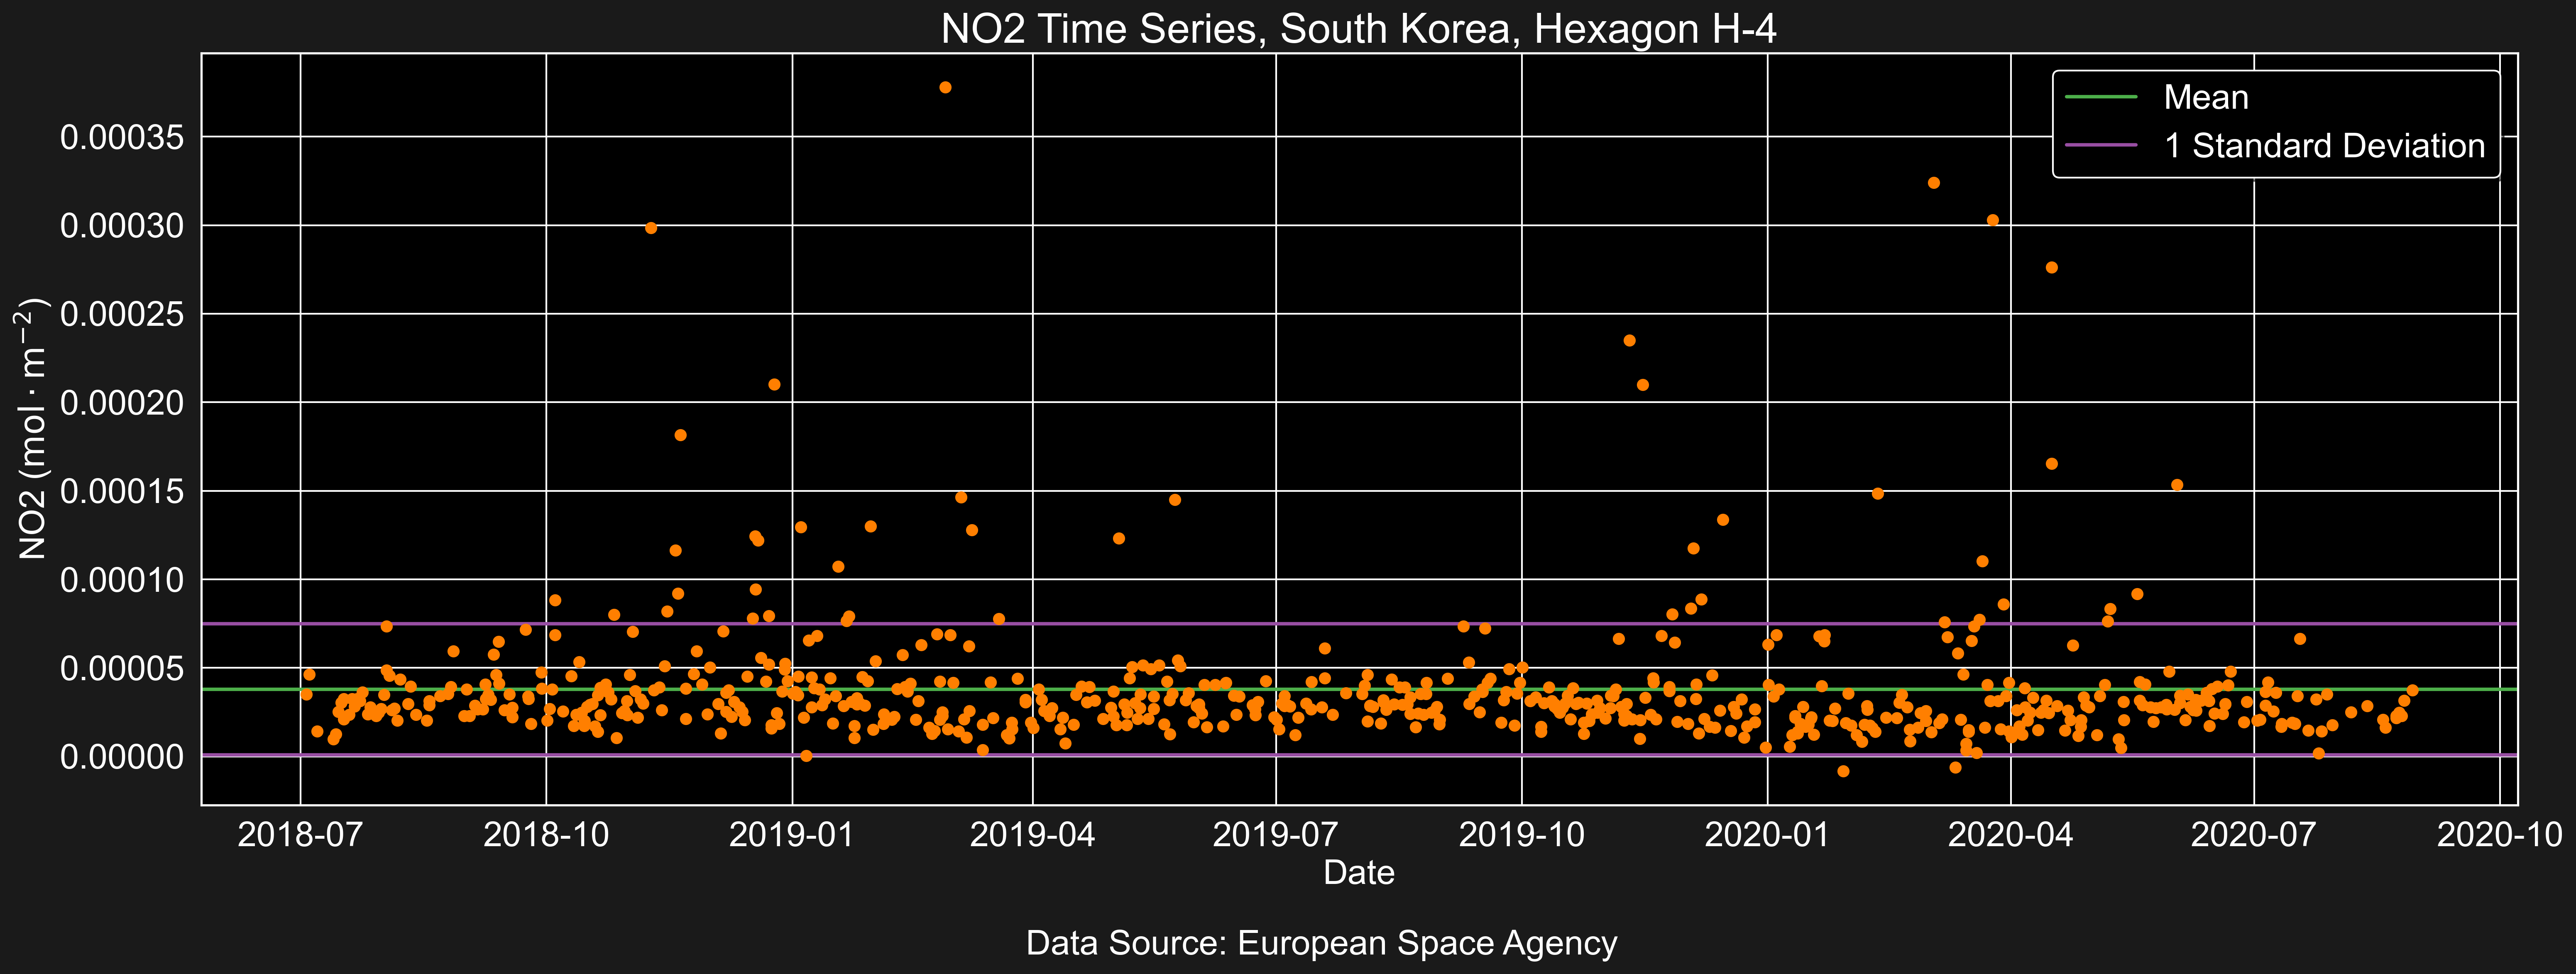 NO2 Time Series, South Korea, Hexagon H-4
Mean
1 Standard Deviation
NO2 (mol · m⁻²)
0.00035
0.00030
0.00025
0.00020
0.00015
0.00010
0.00005
0.00000
2018-07 2018-10 2019-01 2019-04 2019-07 2019-10 2020-01 2020-04 2020-07 2020-10
Date
Data Source: European Space Agency